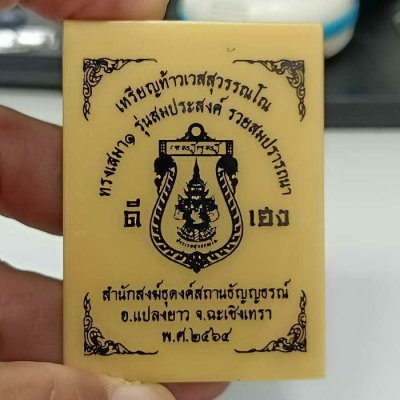 เหรียญท้าวเวสสุวรรณโณ
ทรงเสมา๑ รุ่นสมประสงค์ รวยสมปรารถนา
ดี เฮง
สำนักสงฆ์ธุดงค์สถานธัญญธรณ์
อ.แปลงยาว จ.ฉะเชิงเทรา
พ.ศ.๒๕๖๔